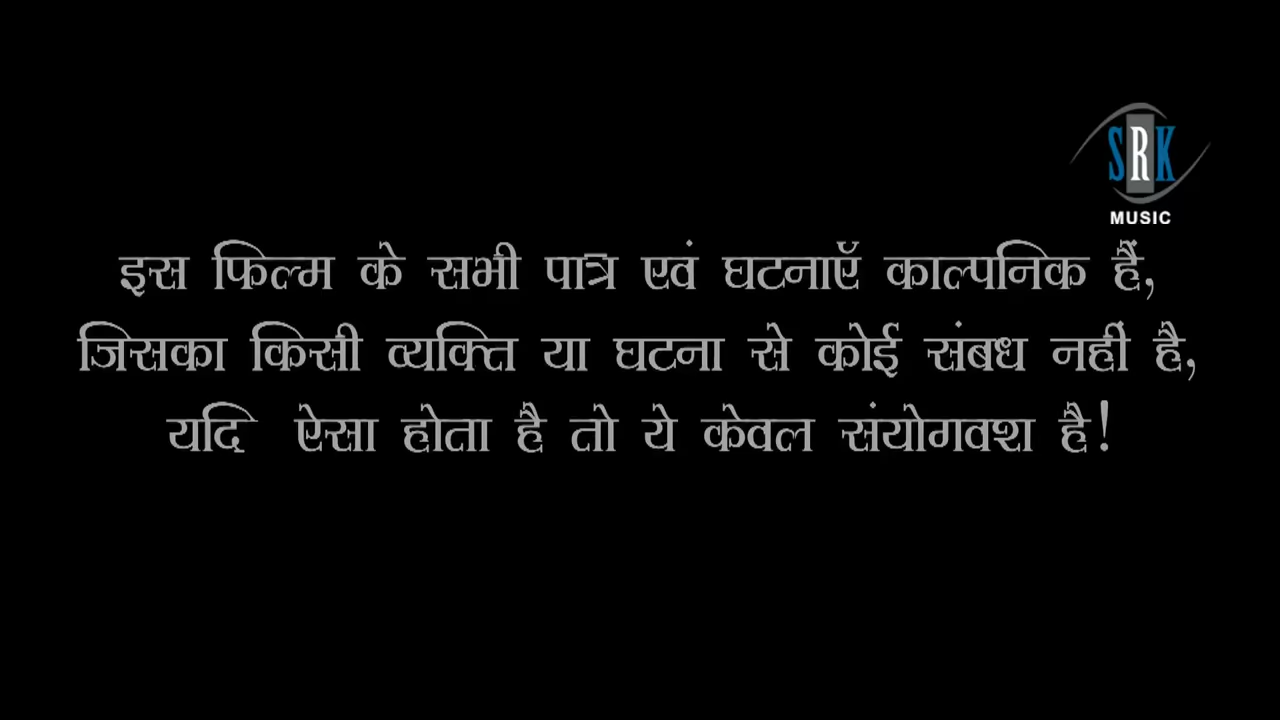 SRK
MUSIC
इस फिल्म के सभी पात्र एवं घटनाएँ काल्पनिक हैं,
जिसका किसी व्यक्ति या घटना से कोई संबध नहीं है,
यदि ऐसा होता है तो ये केवल संयोगवश है!